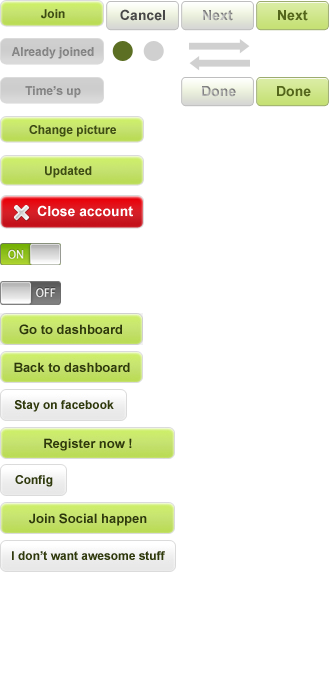 Join
Cancel
Next
Next
Already joined
Time's up
Done
Done
Change picture
Updated
Close account
ON
OFF
Go to dashboard
Back to dashboard
Stay on facebook
Register now !
Config
Join Social happen
I don't want awesome stuff